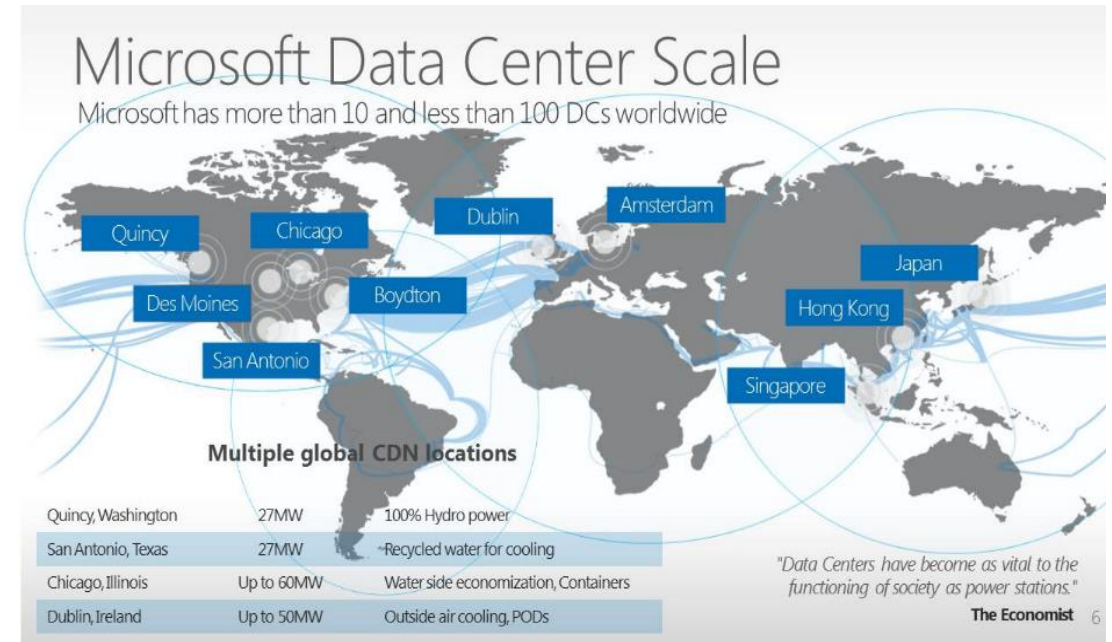 Microsoft Data Center Scale
Microsoft has more than 10 and less than 100 DCs worldwide
Quincy
Chicago
Dublin
Amsterdam
Des Moines
Boydton
Japan
Hong Kong
San Antonio
Singapore
Multiple global CDN locations
Quincy, Washington 27MW 100% Hydro power
San Antonio, Texas 27MW Recycled water for cooling
Chicago, Illinois Up to 60MW Water side economization, Containers
Dublin, Ireland Up to 50MW Outside air cooling, PODs
"Data Centers have become as vital to the
functioning of society as power stations."
The Economist 6